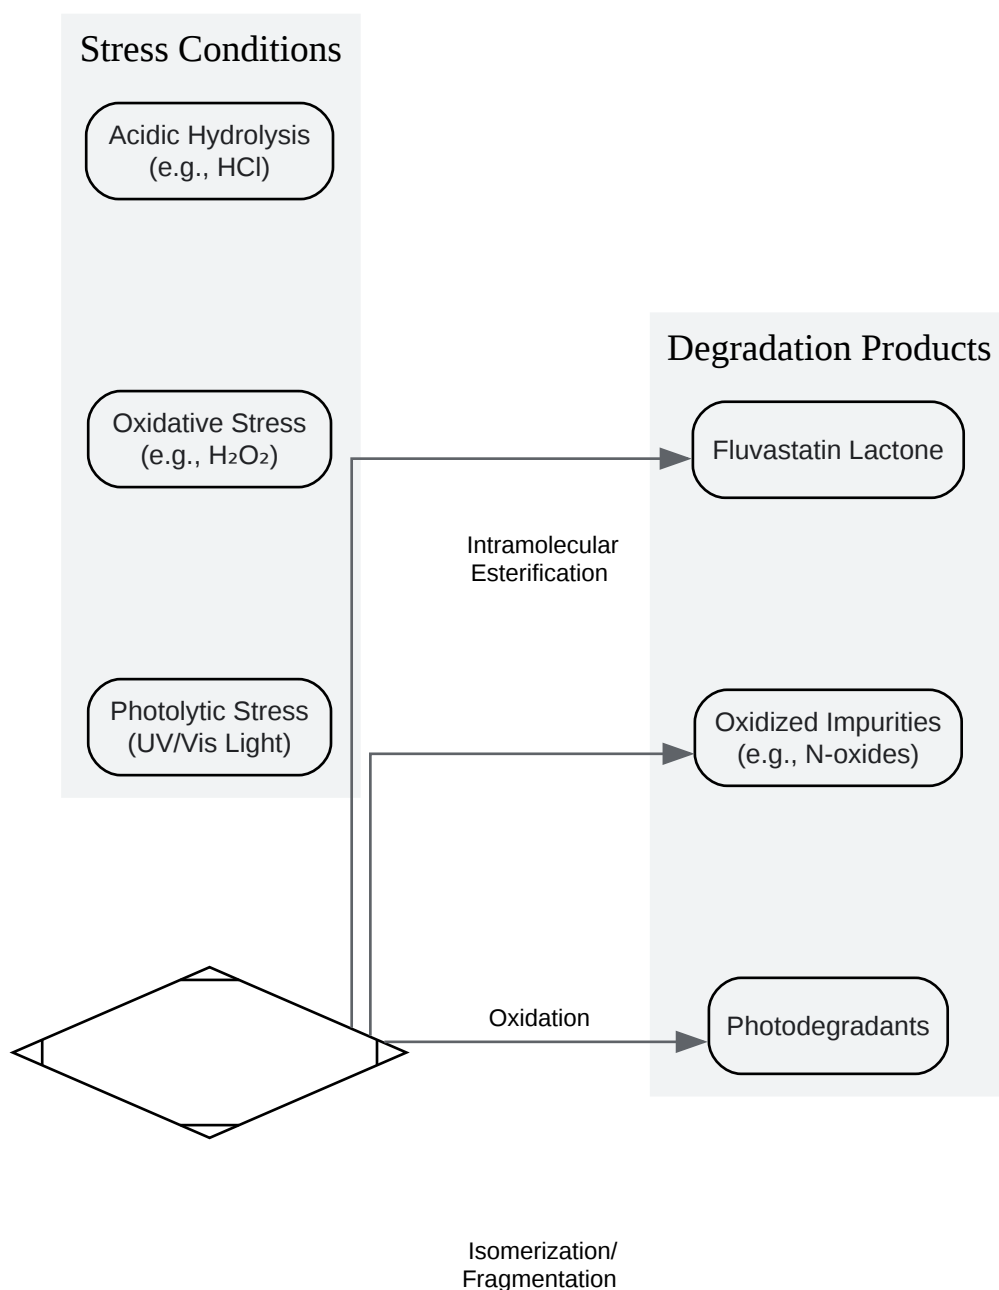 Stress Conditions
Acidic Hydrolysis
(e.g., HCl)
Degradation Products
Oxidative Stress
(e.g., H₂O₂)
Fluvastatin Lactone
Intramolecular
Esterification
Photolytic Stress
(UV/Vis Light)
Oxidized Impurities
(e.g., N-oxides)
Oxidation
Photodegradants
Isomerization/
Fragmentation